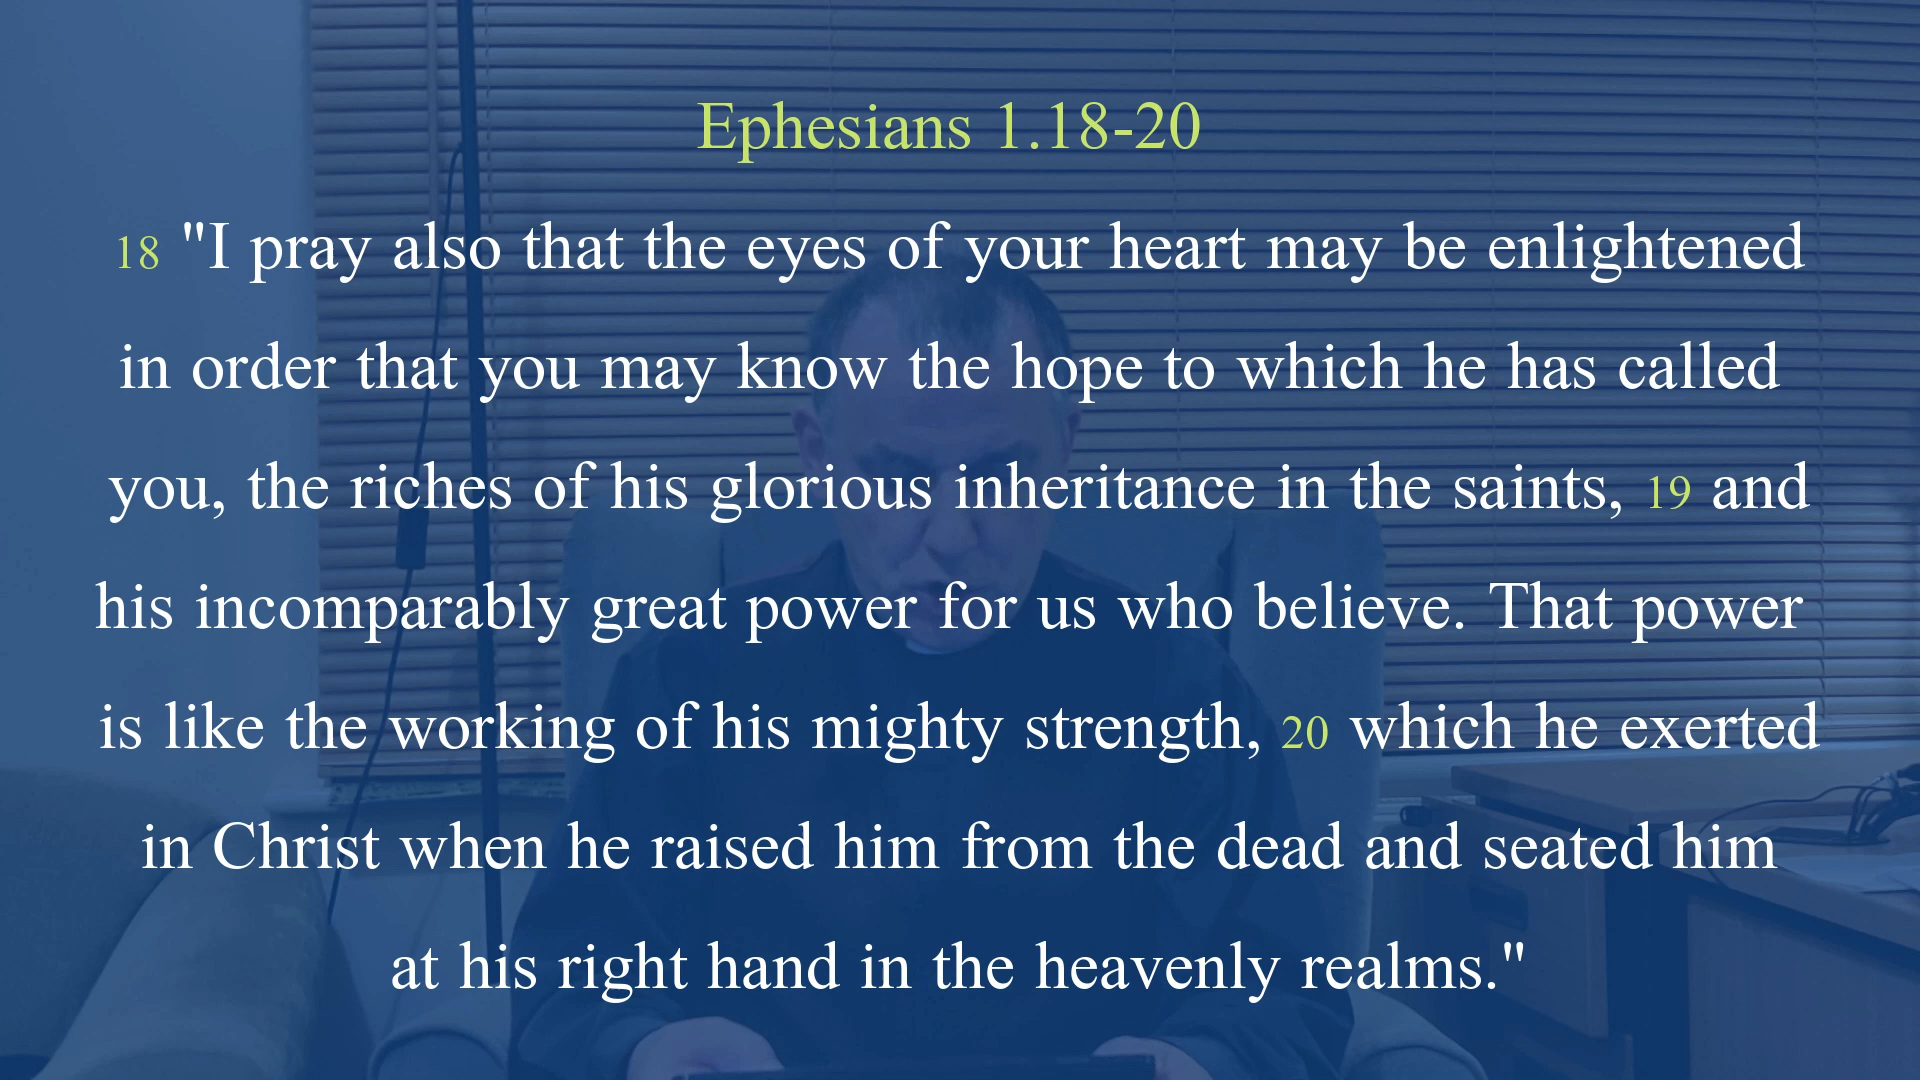 Ephesians 1.18-20
18 "I pray also that the eyes of your heart may be enlightened
in order that you may know the hope to which he has called
you, the riches of his glorious inheritance in the saints, 19 and
his incomparably great power for us who believe. That power
is like the working of his mighty strength, 20 which he exerted
in Christ when he raised him from the dead and seated him
at his right hand in the heavenly realms."